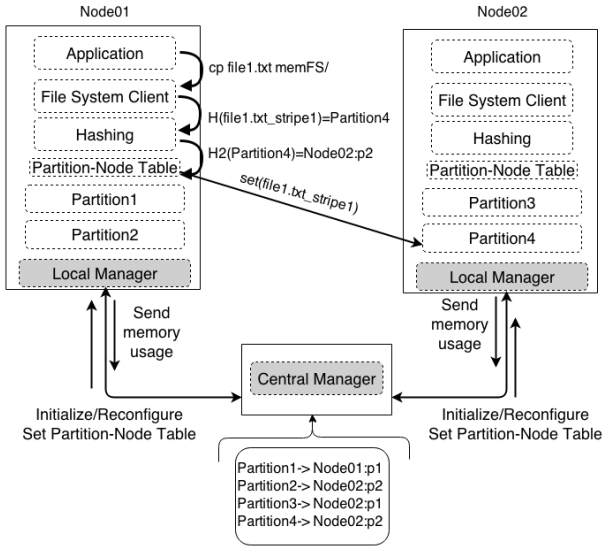 Node01
Application
cp file1.txt memFS/
File System Client
H(file1.txt_stripe1)=Partition4
Hashing
H2(Partition4)=Node02:p2
Partition-Node Table
set(file1.txt_stripe1)
Partition1
Partition2
Local Manager
Node02
Application
File System Client
Hashing
Partition-Node Table
Partition3
Partition4
Local Manager
Send
memory
usage
Initialize/Reconfigure
Set Partition-Node Table
Central Manager
Send
memory
usage
Initialize/Reconfigure
Set Partition-Node Table
Partition1-> Node01:p1
Partition2-> Node02:p2
Partition3-> Node02:p1
Partition4-> Node02:p2